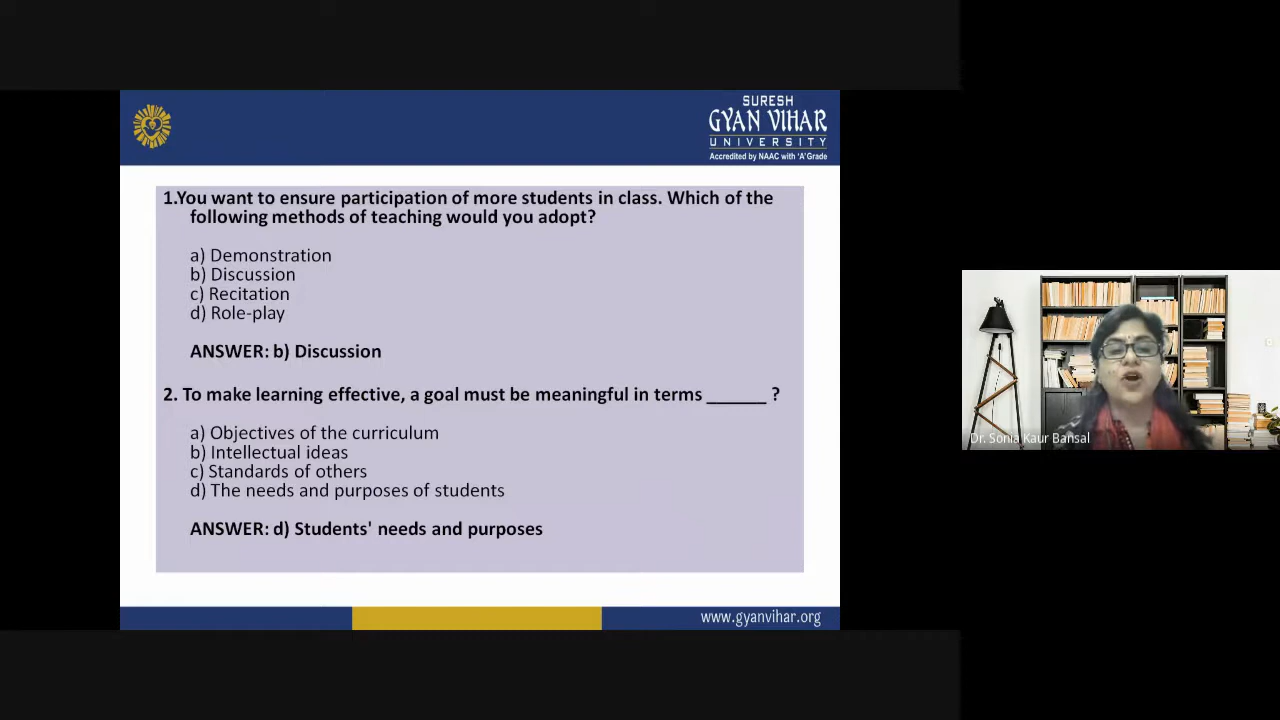 SURESH
GYAN VIHAR
UNIVERSITY
Accredited by NAAC with 'A' Grade
1.You want to ensure participation of more students in class. Which of the
following methods of teaching would you adopt?
a) Demonstration
b) Discussion
c) Recitation
d) Role-play
ANSWER: b) Discussion
2. To make learning effective, a goal must be meaningful in terms ______ ?
a) Objectives of the curriculum
b) Intellectual ideas
c) Standards of others
d) The needs and purposes of students
ANSWER: d) Students' needs and purposes
www.gyanvihar.org
Dr. Sonia Kaur Bansal